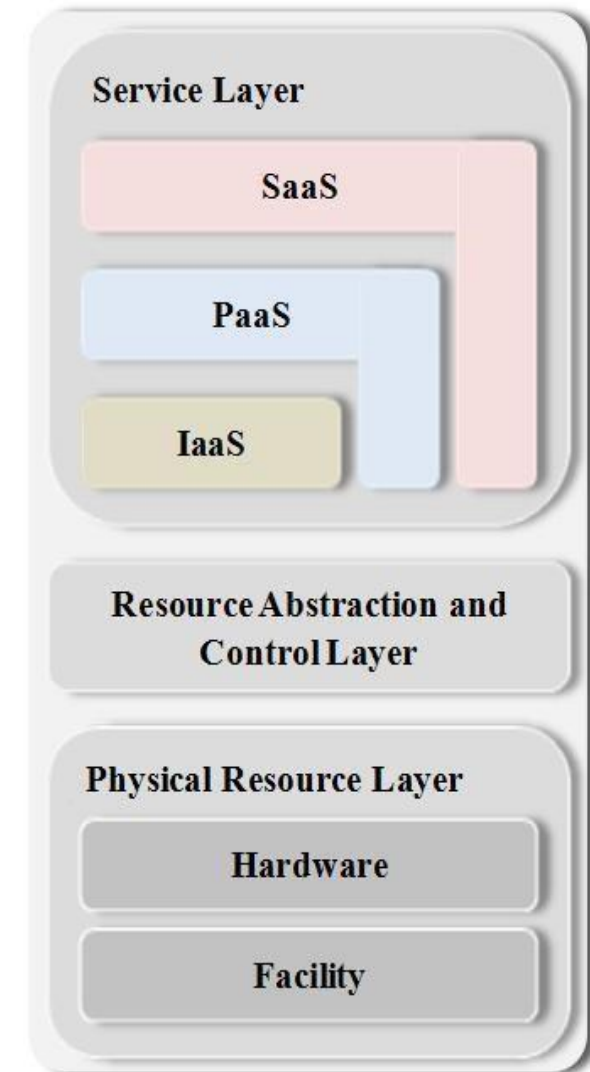 Service Layer
SaaS
PaaS
IaaS
Resource Abstraction and
Control Layer
Physical Resource Layer
Hardware
Facility